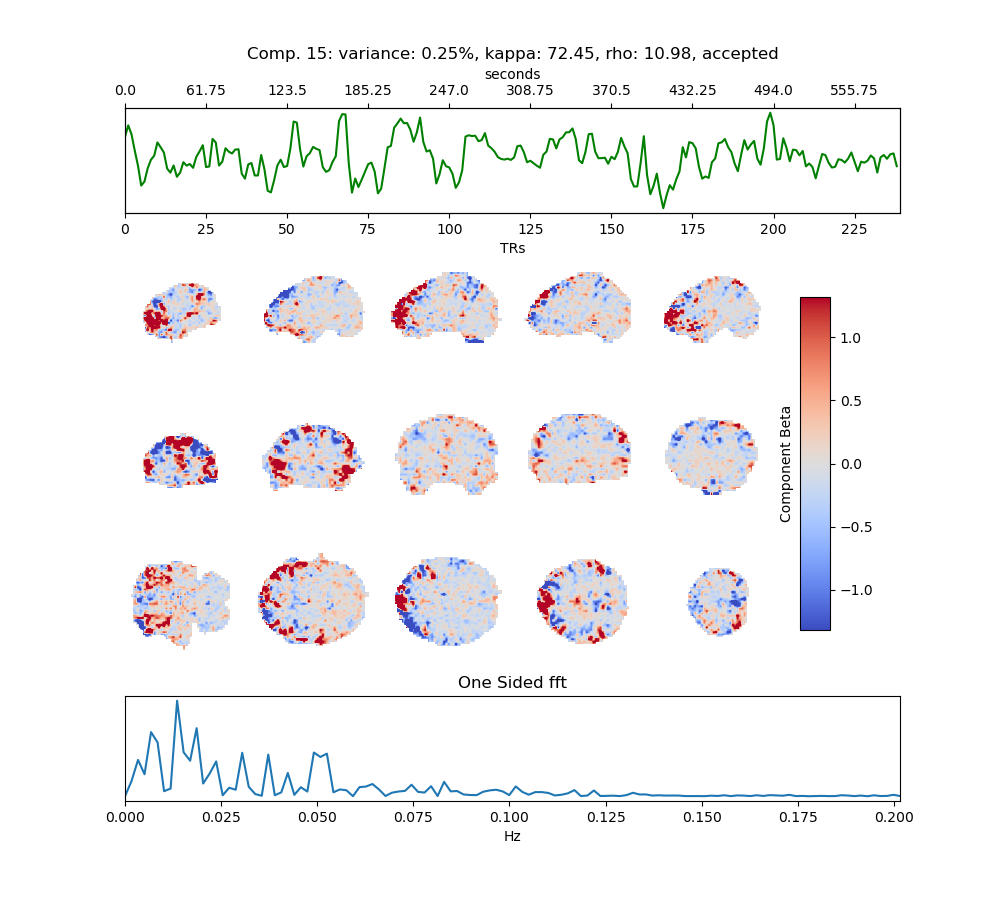 Comp. 15: variance: 0.25%, kappa: 72.45, rho: 10.98, accepted
seconds
0.0 61.75 123.5 185.25 247.0 308.75 370.5 432.25 494.0 555.75
0 25 50 75 100 125 150 175 200 225
TRs
1.0
0.5
0.0
−0.5
−1.0
Component Beta
One Sided fft
0.000 0.025 0.050 0.075 0.100 0.125 0.150 0.175 0.200
Hz